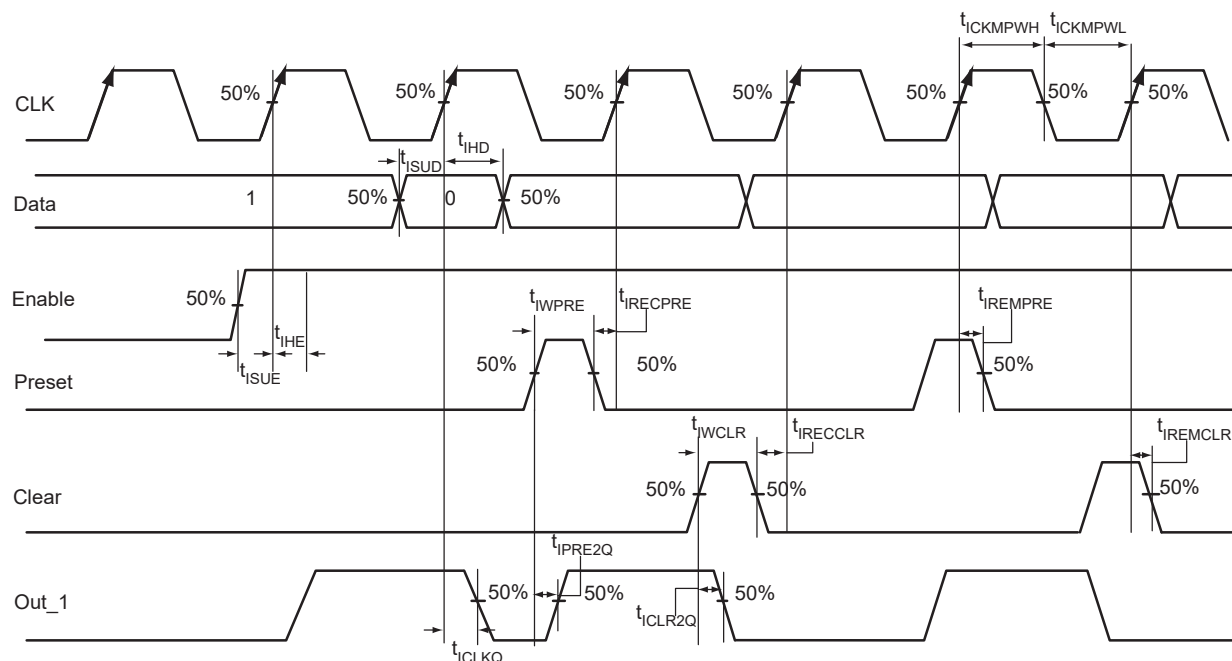 tICKMPWH tICKMPWL
CLK 50% 50% 50% 50% 50% 50% 50%
tISUD tIHD
Data 1 50% 0 50%
Enable 50% tIWPRE tIRECPRE tIREMPRE
tIHE
tISUE
Preset 50% 50% 50%
tIWCLR tIRECCLR tIREMCLR
Clear 50% 50% 50%
tIPRE2Q
Out_1 50% 50% tICLR2Q 50%
tICLKQ